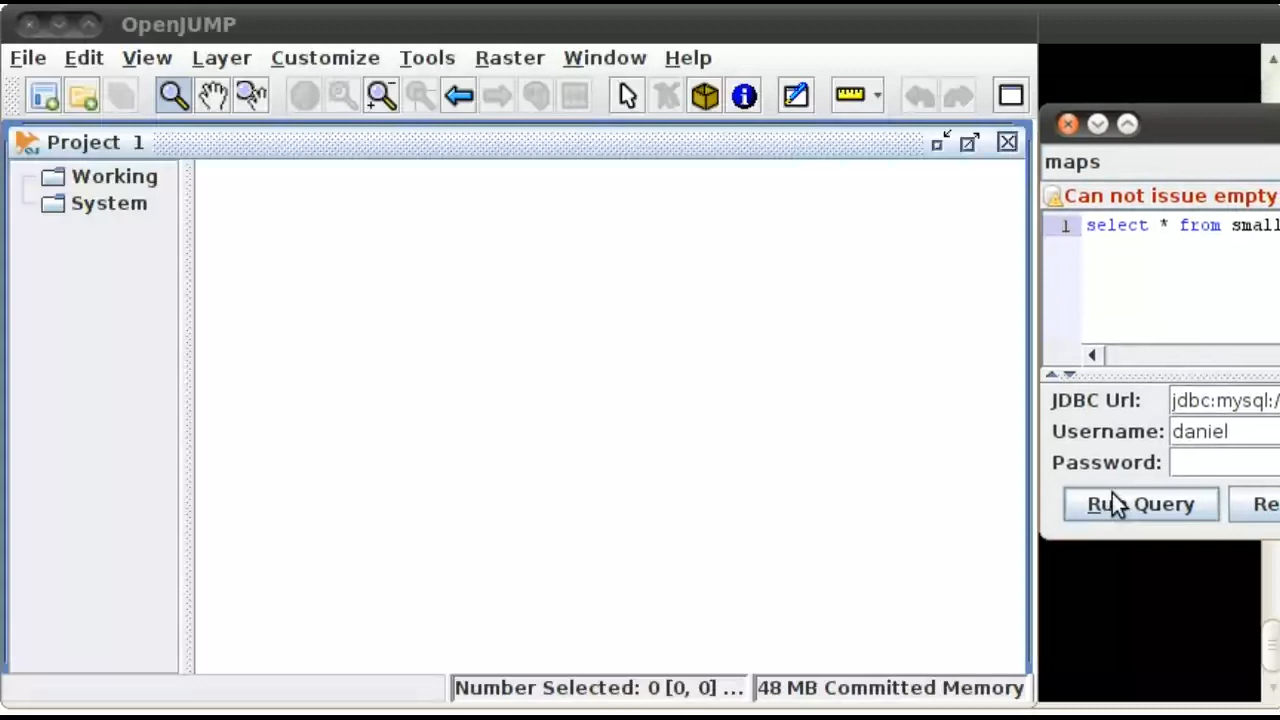 OpenJUMP
File Edit View Layer Customize Tools Raster Window Help
Project 1
Working
System
Number Selected: 0 [0, 0] ...
48 MB Committed Memory
maps
Can not issue empty
1 select * from small
JDBC Url: jdbc:mysql:/
Username: daniel
Password:
Run Query
Re